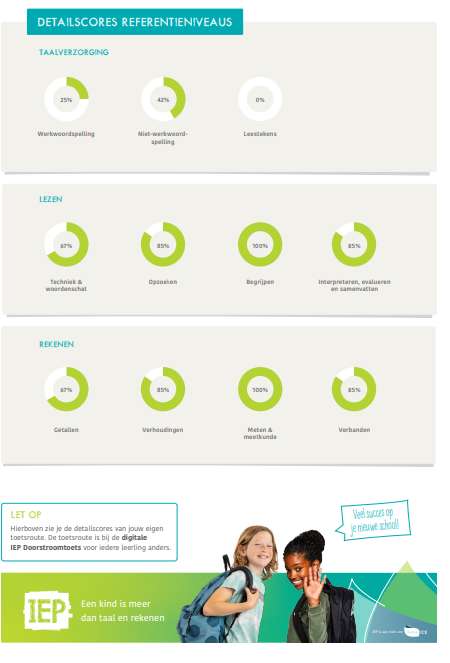 DETAILSCORES REFERENTIENIVEAUS
TAALVERZORGING
25%
42%
0%
Werkwoordspelling
Niet-werkwoord-
spelling
Leestekens
LEZEN
67%
85%
100%
85%
Techniek &
woordenschat
Opzoeken
Begrijpen
Interpreteren, evalueren
en samenvatten
REKENEN
67%
85%
100%
85%
Getallen
Verhoudingen
Meten &
meetkunde
Verbanden
LET OP
Hierboven zie je de detailscores van jouw eigen
toetsroute. De toetsroute is bij de digitale
IEP Doorstroomtoets voor iedere leerling anders.
Veel succes op
je nieuwe school!
IEP
Een kind is meer
dan taal en rekenen